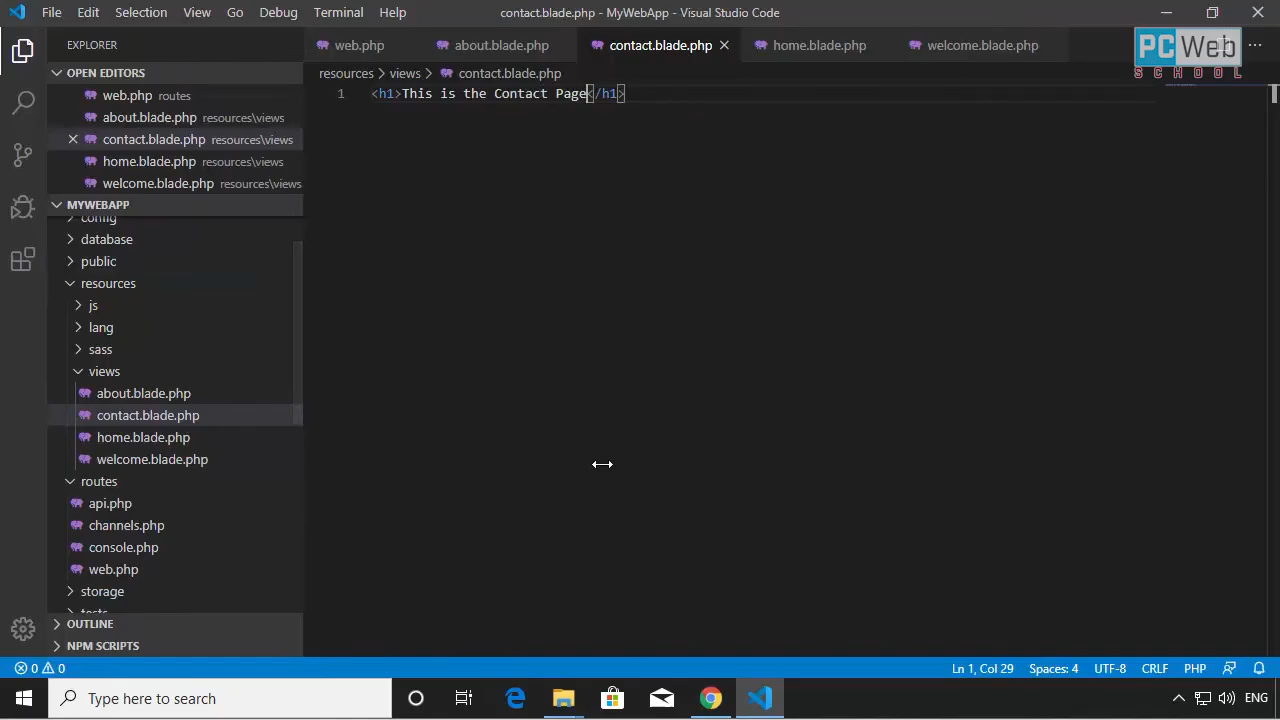 File Edit Selection View Go Debug Terminal Help contact.blade.php - MyWebApp - Visual Studio Code
EXPLORER
web.php about.blade.php contact.blade.php home.blade.php welcome.blade.php
PC Web
SCHOOL
OPEN EDITORS
resources views contact.blade.php
web.php routes
1 <h1>This is the Contact Page</h1>
about.blade.php resources\views
contact.blade.php resources\views
home.blade.php resources\views
welcome.blade.php resources\views
MYWEBAPP
config
database
public
resources
js
lang
sass
views
about.blade.php
contact.blade.php
home.blade.php
welcome.blade.php
routes
api.php
channels.php
console.php
web.php
storage
tests
OUTLINE
NPM SCRIPTS
0 0 Ln 1, Col 29 Spaces: 4 UTF-8 CRLF PHP
Type here to search ENG